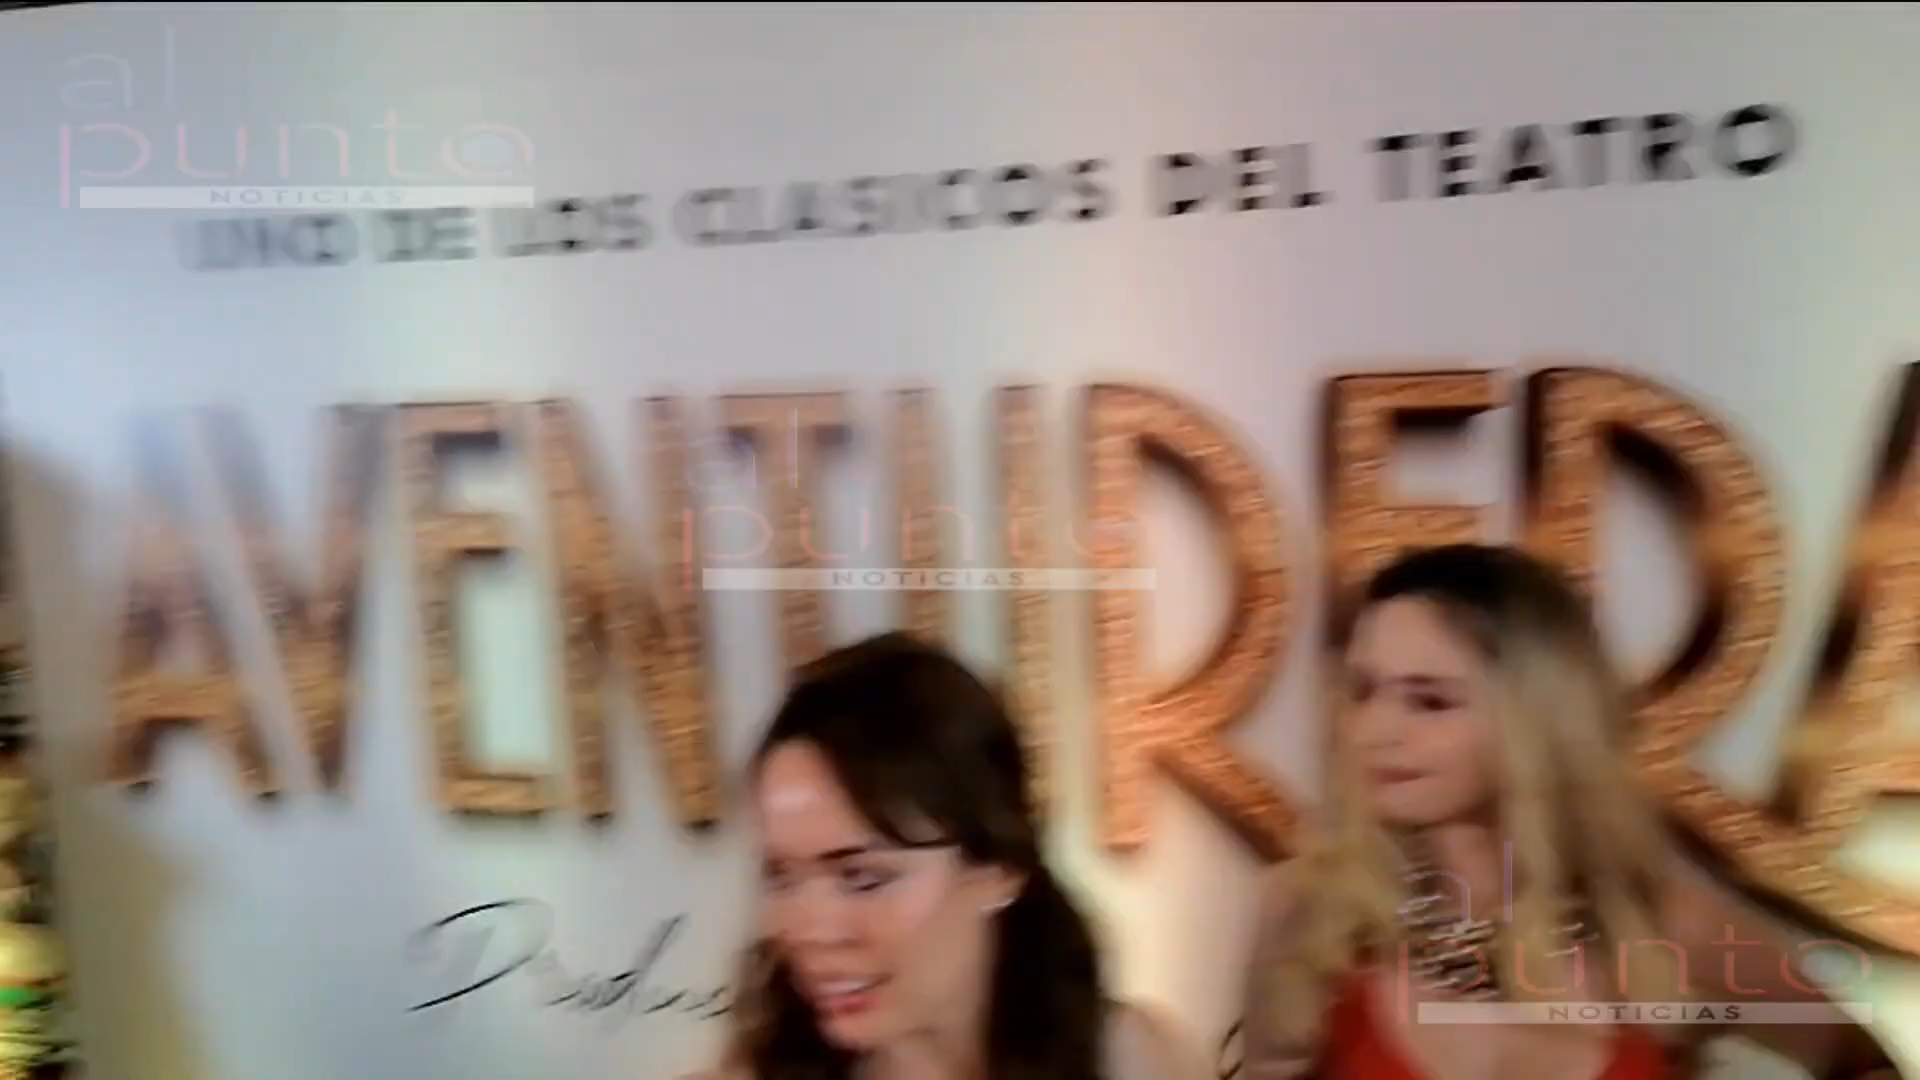 al
punto
NOTICIAS
UNO DE LOS CLASICOS DEL TEATRO
AVENTURERA
al
punto
NOTICIAS
al
punto
NOTICIAS